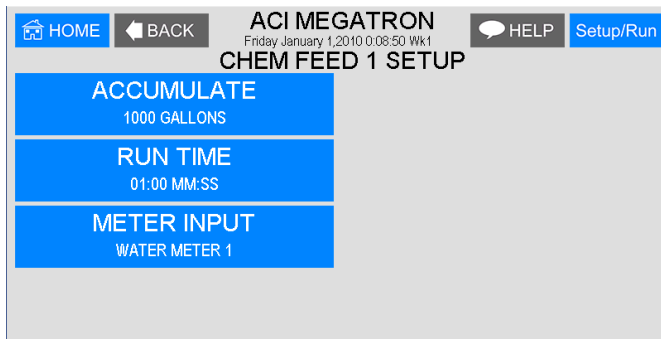 HOME
BACK
ACI MEGATRON
Friday January 1,2010 0:08:50 Wk1
HELP
Setup/Run
CHEM FEED 1 SETUP
ACCUMULATE
1000 GALLONS
RUN TIME
01:00 MM:SS
METER INPUT
WATER METER 1